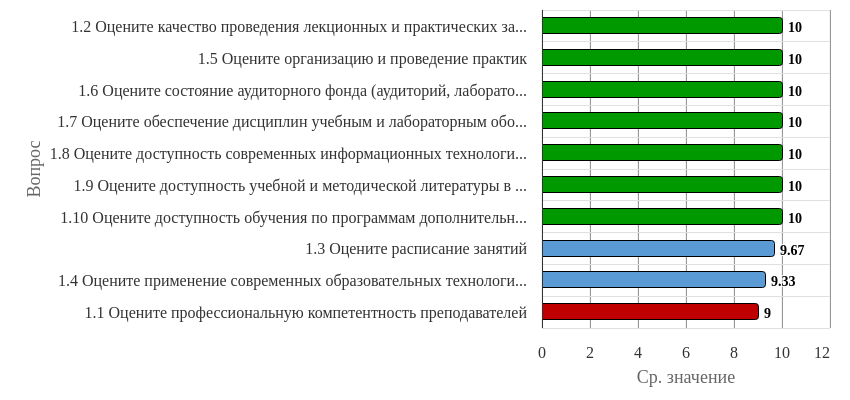 1.2 Оцените качество проведения лекционных и практических за... 10
1.5 Оцените организацию и проведение практик 10
1.6 Оцените состояние аудиторного фонда (аудиторий, лаборато... 10
1.7 Оцените обеспечение дисциплин учебным и лабораторным обо... 10
1.8 Оцените доступность современных информационных технологи... 10
1.9 Оцените доступность учебной и методической литературы в ... 10
1.10 Оцените доступность обучения по программам дополнительн... 10
1.3 Оцените расписание занятий 9.67
1.4 Оцените применение современных образовательных технологи... 9.33
1.1 Оцените профессиональную компетентность преподавателей 9
Вопрос
0 2 4 6 8 10 12
Ср. значение